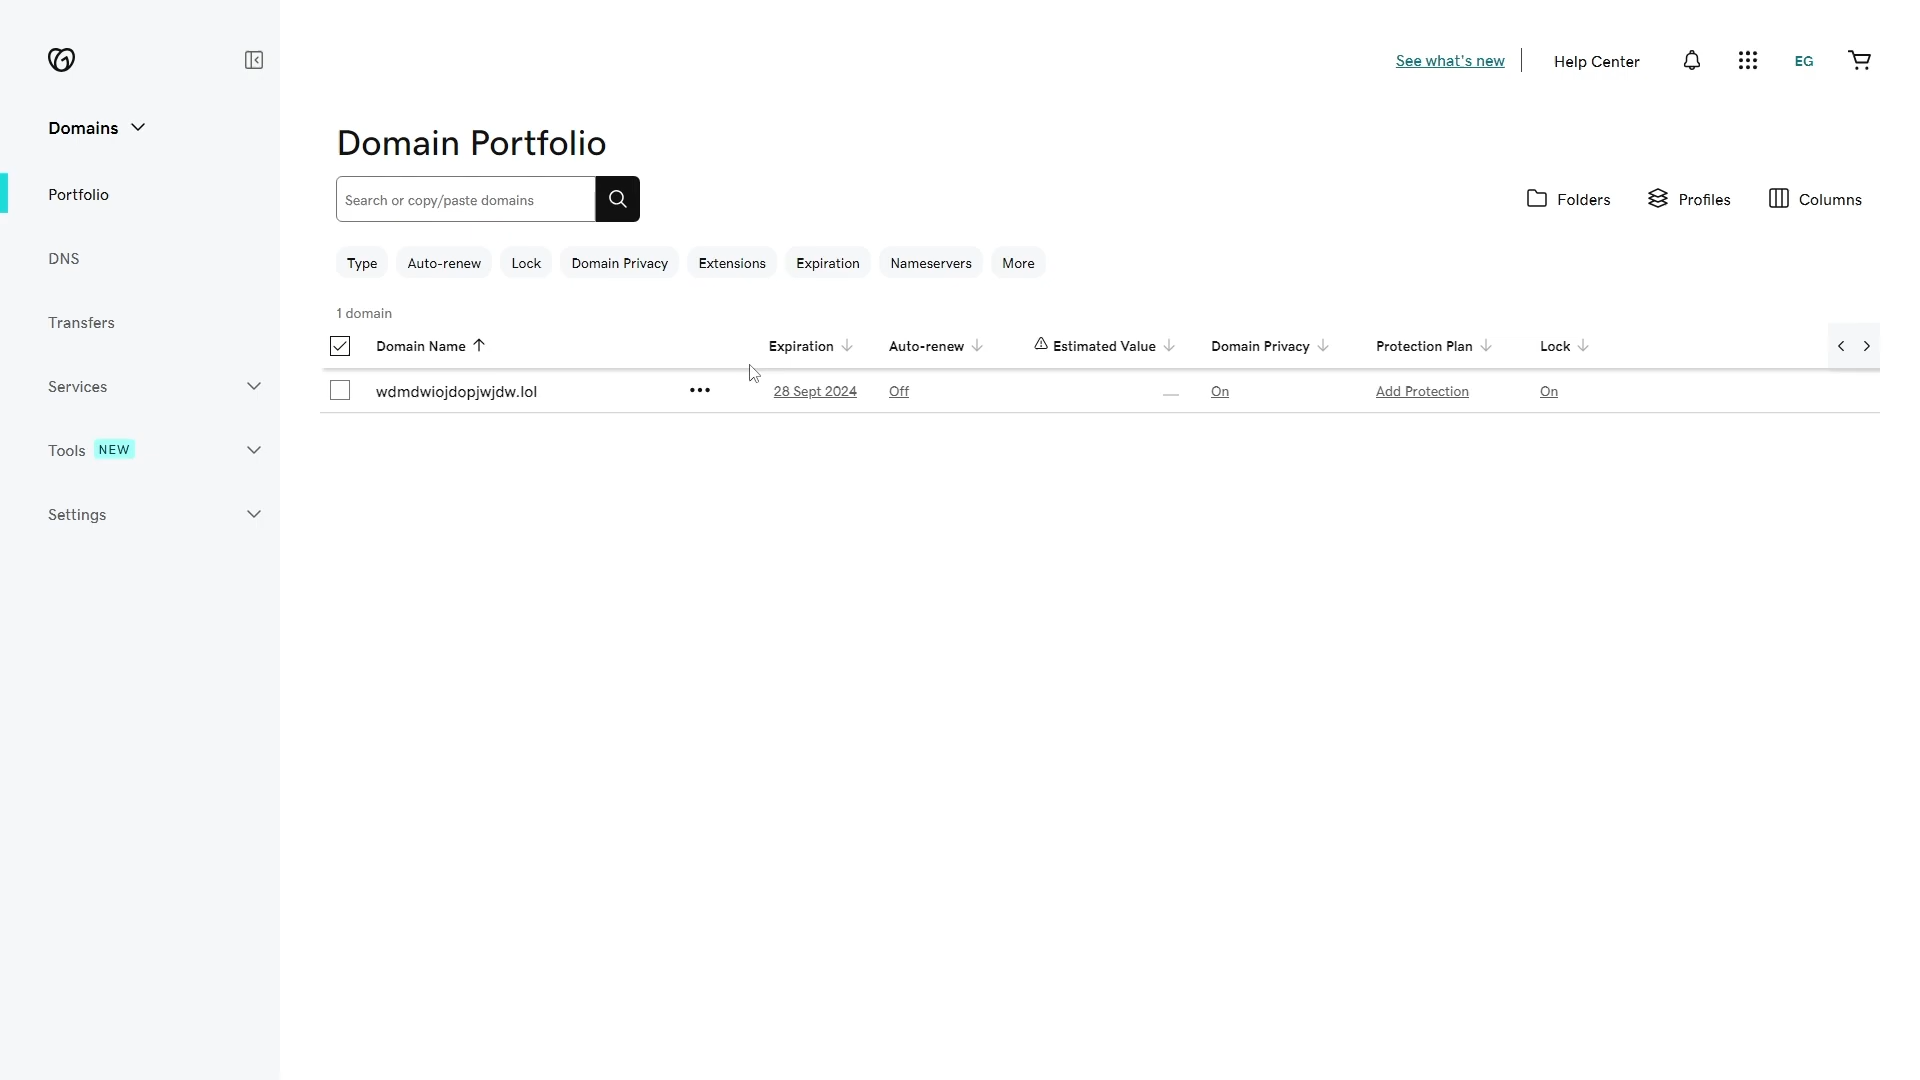 See what's new
Help Center
EG
Domains
Domain Portfolio
Portfolio
Search or copy/paste domains
Folders
Profiles
Columns
DNS
Type
Auto-renew
Lock
Domain Privacy
Extensions
Expiration
Nameservers
More
1 domain
Transfers
Domain Name
Expiration
Auto-renew
Estimated Value
Domain Privacy
Protection Plan
Lock
Services
wdmdwiojdopjwjdw.lol
28 Sept 2024
Off
On
Add Protection
On
Tools NEW
Settings